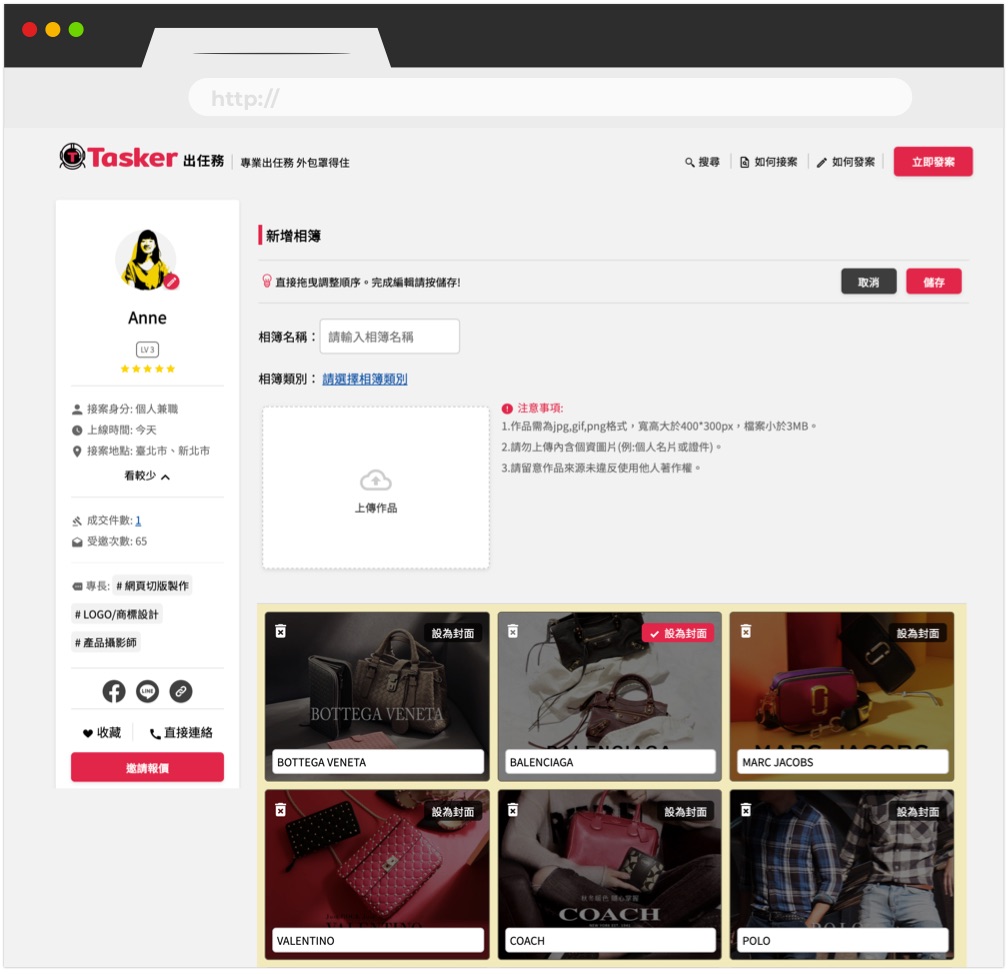 http://
Tasker 出任務 專業出任務 外包罩得住
搜尋 如何接案 如何發案 立即發案
Anne
LV 3
接案身分: 個人兼職
上線時間: 今天
接案地點: 臺北市、新北市
看較少
成交件數: 1
受邀次數: 65
專長: # 網頁切版製作
# LOGO/商標設計
# 產品攝影師
LINE
收藏 直接連絡
邀請報價
新增相簿
直接拖曳調整順序。完成編輯請按儲存!
取消 儲存
相簿名稱： 請輸入相簿名稱
相簿類別： 請選擇相簿類別
上傳作品
注意事項:
1.作品需為jpg,gif,png格式，寬高大於400*300px，檔案小於3MB。
2.請勿上傳內含個資圖片(例:個人名片或證件)。
3.請留意作品來源未違反使用他人著作權。
設為封面
BOTTEGA VENETA
BOTTEGA VENETA
設為封面
BALENCIAGA
BALENCIAGA
設為封面
MARC JACOBS
MARC JACOBS
設為封面
VALENTINO
VALENTINO
設為封面
COACH
COACH
設為封面
POLO
POLO